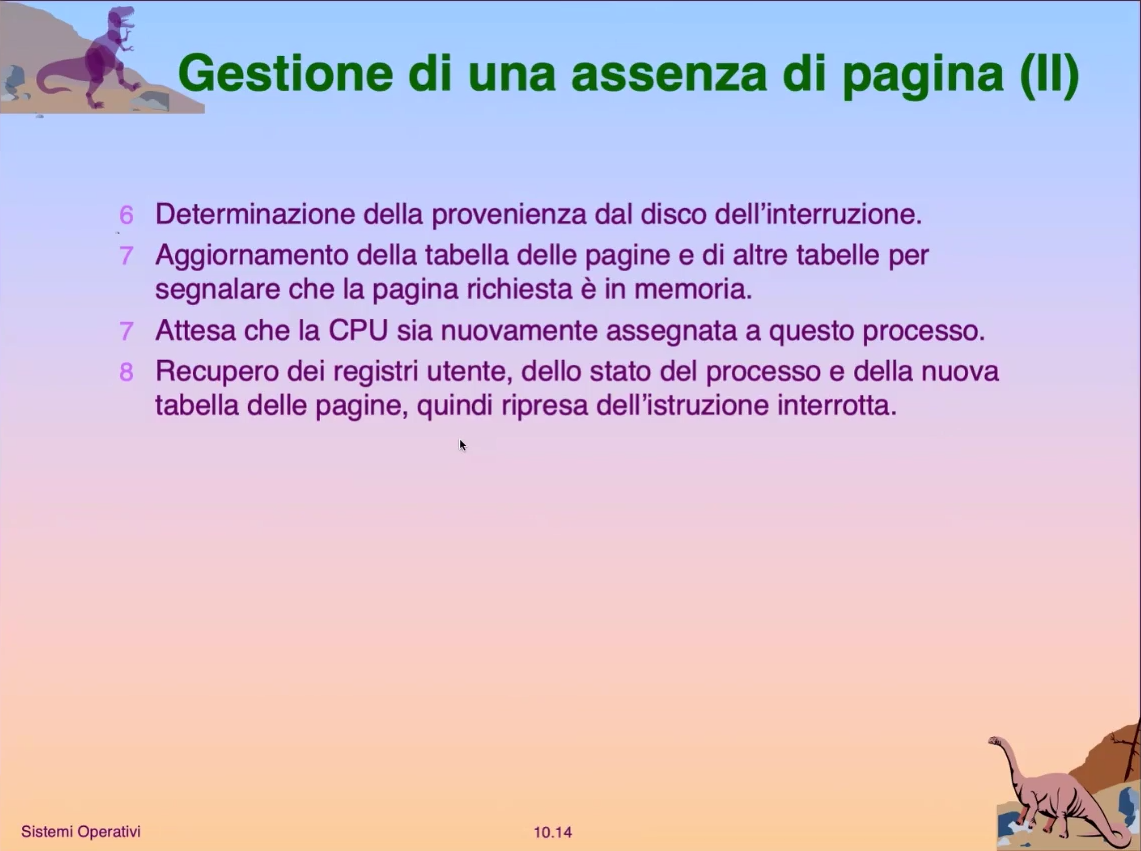 Gestione di una assenza di pagina (II)
6 Determinazione della provenienza dal disco dell'interruzione.
7 Aggiornamento della tabella delle pagine e di altre tabelle per
segnalare che la pagina richiesta è in memoria.
7 Attesa che la CPU sia nuovamente assegnata a questo processo.
8 Recupero dei registri utente, dello stato del processo e della nuova
tabella delle pagine, quindi ripresa dell'istruzione interrotta.
Sistemi Operativi
10.14